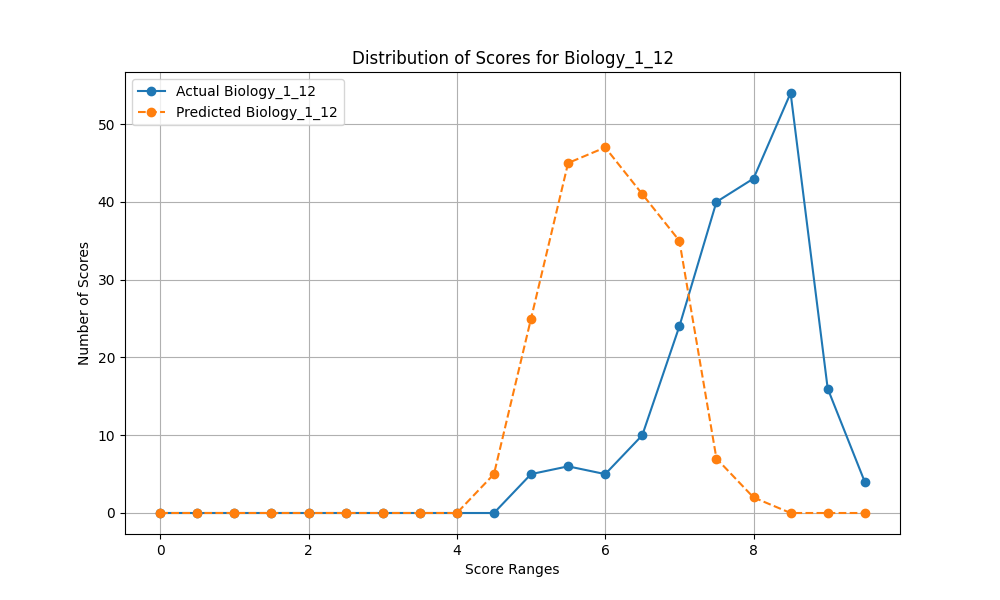 Distribution of Scores for Biology_1_12
Actual Biology_1_12
Predicted Biology_1_12
50
40
30
20
10
0
Number of Scores
0 2 4 6 8
Score Ranges